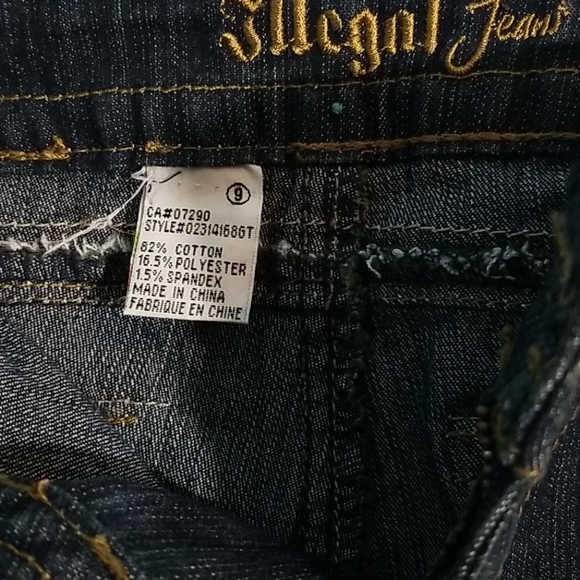 Illegal Jeans
9
CA#07290
STYLE#023141686T
82% COTTON
16.5% POLYESTER
1.5% SPANDEX
MADE IN CHINA
FABRIQUE EN CHINE